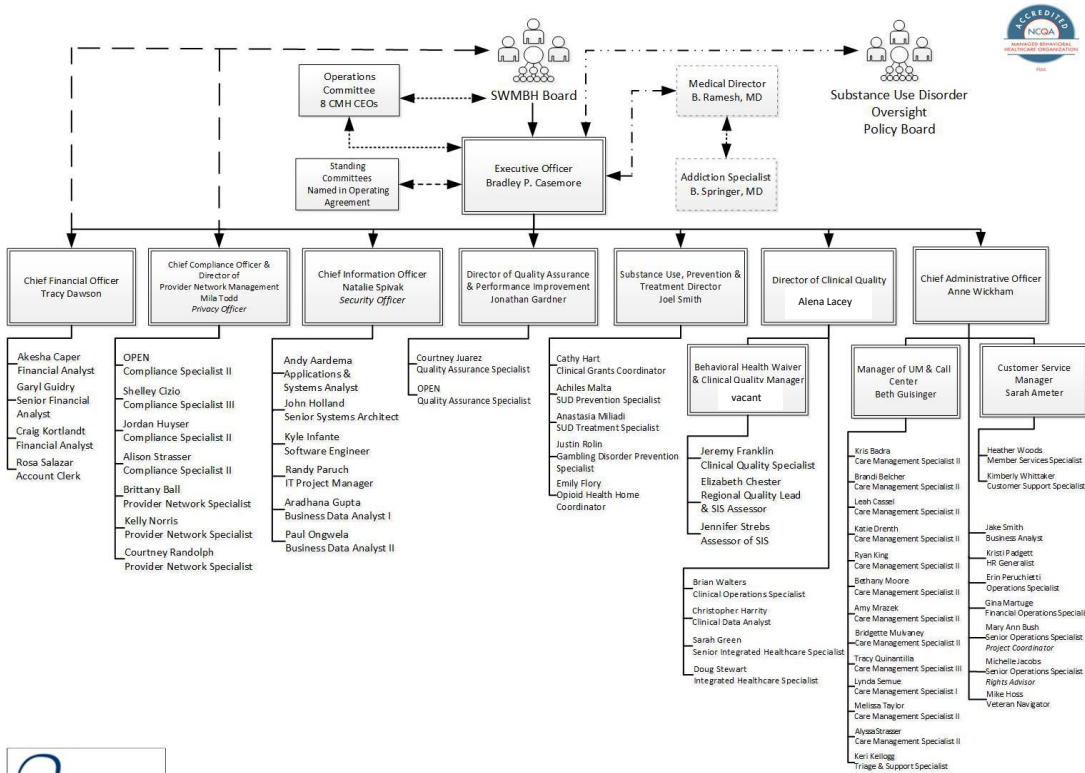 ACCREDITED
NCQA
MANAGED BEHAVIORAL
HEALTHCARE ORGANIZATION
Operations
Committee
8 CMH CEOs
SWMBH Board
Medical Director
B. Ramesh, MD
Substance Use Disorder
Oversight
Policy Board
Standing
Committees
Named in Operating
Agreement
Executive Officer
Bradley P. Casemore
Addiction Specialist
B. Springer, MD
Chief Financial Officer
Tracy Dawson
Chief Compliance Officer &
Director of
Provider Network Management
Mila Todd
Privacy Officer
Chief Information Officer
Natalie Spivak
Security Officer
Director of Quality Assurance
& Performance Improvement
Jonathan Gardner
Substance Use, Prevention &
Treatment Director
Joel Smith
Director of Clinical Quality
Alena Lacey
Chief Administrative Officer
Anne Wickham
Akesha Caper
Financial Analyst
Garyl Guidry
Senior Financial
Analyst
Craig Kortlandt
Financial Analyst
Rosa Salazar
Account Clerk
OPEN
Compliance Specialist II
Shelley Cizio
Compliance Specialist III
Jordan Huyser
Compliance Specialist II
Alison Strasser
Compliance Specialist II
Brittany Ball
Provider Network Specialist
Kelly Norris
Provider Network Specialist
Courtney Randolph
Provider Network Specialist
Andy Aardema
Applications &
Systems Analyst
John Holland
Senior Systems Architect
Kyle Infante
Software Engineer
Randy Paruch
IT Project Manager
Aradhana Gupta
Business Data Analyst I
Paul Ongwela
Business Data Analyst II
Courtney Juarez
Quality Assurance Specialist
OPEN
Quality Assurance Specialist
Cathy Hart
Clinical Grants Coordinator
Achiles Malta
SUD Prevention Specialist
Anastasia Miliadi
SUD Treatment Specialist
Justin Rolin
Gambling Disorder Prevention
Specialist
Emily Flory
Opioid Health Home
Coordinator
Behavioral Health Waiver
& Clinical Quality Manager
vacant
Jeremy Franklin
Clinical Quality Specialist
Elizabeth Chester
Regional Quality Lead
& SIS Assessor
Jennifer Strebs
Assessor of SIS
Brian Walters
Clinical Operations Specialist
Christopher Harrity
Clinical Data Analyst
Sarah Green
Senior Integrated Healthcare Specialist
Doug Stewart
Integrated Healthcare Specialist
Manager of UM & Call
Center
Beth Guisinger
Kris Badra
Care Management Specialist II
Brandi Belcher
Care Management Specialist II
Leah Cassel
Care Management Specialist II
Katie Drenth
Care Management Specialist II
Ryan King
Care Management Specialist II
Bethany Moore
Care Management Specialist II
Amy Mrazek
Care Management Specialist II
Bridgette Mulvaney
Care Management Specialist II
Tracy Quinantilla
Care Management Specialist III
Lynda Semue
Care Management Specialist I
Melissa Taylor
Care Management Specialist II
AlyssaStrasser
Care Management Specialist II
Keri Kellogg
Triage & Support Specialist
Customer Service
Manager
Sarah Ameter
Heather Woods
Member Services Specialist
Kimberly Whittaker
Customer Support Specialist
Jake Smith
Business Analyst
Kristi Padgett
HR Generalist
Erin Peruchietti
Operations Specialist
Gina Martuge
Financial Operations Speciali
Mary Ann Bush
Senior Operations Specialist
Project Coordinator
Michelle Jacobs
Senior Operations Specialist
Rights Advisor
Mike Hoss
Veteran Navigator